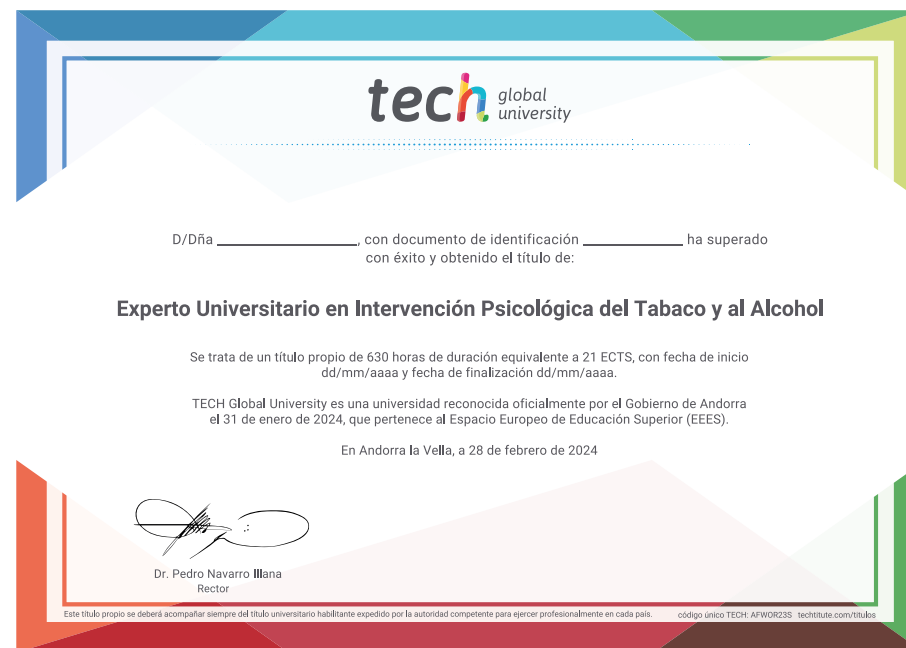 tech global university
D/Dña ______________, con documento de identificación __________ ha superado
con éxito y obtenido el título de:
Experto Universitario en Intervención Psicológica del Tabaco y al Alcohol
Se trata de un título propio de 630 horas de duración equivalente a 21 ECTS, con fecha de inicio
dd/mm/aaaa y fecha de finalización dd/mm/aaaa.
TECH Global University es una universidad reconocida oficialmente por el Gobierno de Andorra
el 31 de enero de 2024, que pertenece al Espacio Europeo de Educación Superior (EEES).
En Andorra la Vella, a 28 de febrero de 2024
Dr. Pedro Navarro Illana
Rector
Este título propio se deberá acompañar siempre del título universitario habilitante expedido por la autoridad competente para ejercer profesionalmente en cada país. código único TECH: AFWOR23S techtitute.com/titulos